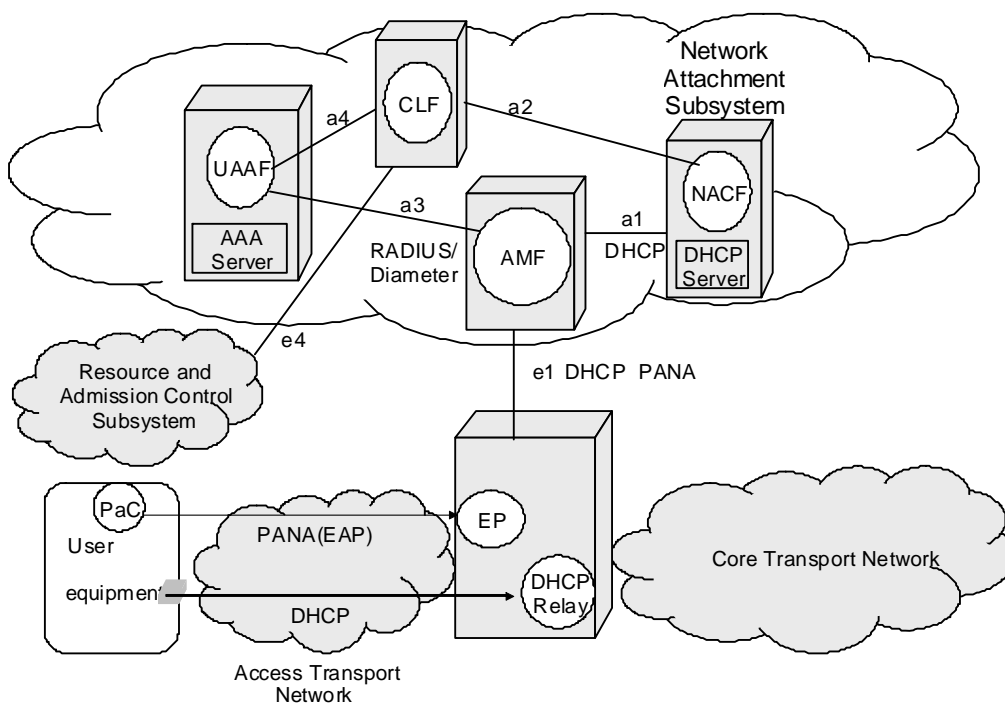 Network
Attachment
Subsystem
CLF
a4
a2
UAAF
NACF
a3
a1
AAA
Server
RADIUS/
Diameter
AMF
DHCP
DHCP
Server
e4
e1 DHCP PANA
Resource and
Admission Control
Subsystem
PaC
User
equipment
PANA(EAP)
EP
DHCP
Relay
DHCP
Core Transport Network
Access Transport
Network